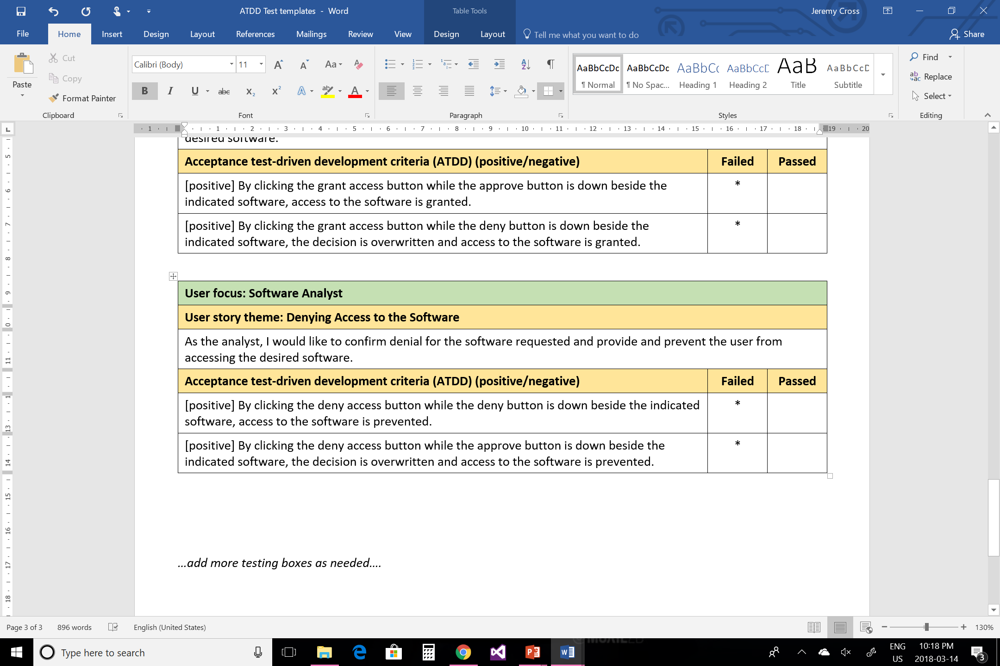 ATDD Test templates - Word
Table Tools
Jeremy Cross
File
Home
Insert
Design
Layout
References
Mailings
Review
View
Design
Layout
Tell me what you want to do
Share
Paste
Cut
Copy
Format Painter
Clipboard
Calibri (Body)
11
Font
Paragraph
AaBbCcDc
¶ Normal
AaBbCcDc
¶ No Spac...
AaBbCc
Heading 1
AaBbCcD
Heading 2
AaB
Title
AaBbCcD
Subtitle
Styles
Find
Replace
Select
Editing
1 1 2 3 4 5 6 7 8 9 10 11 12 13 14 15 16 17 18 19 20
desired software.
Acceptance test-driven development criteria (ATDD) (positive/negative) Failed Passed
[positive] By clicking the grant access button while the approve button is down beside the *
indicated software, access to the software is granted.
[positive] By clicking the grant access button while the deny button is down beside the *
indicated software, the decision is overwritten and access to the software is granted.
User focus: Software Analyst
User story theme: Denying Access to the Software
As the analyst, I would like to confirm denial for the software requested and provide and prevent the user from
accessing the desired software.
Acceptance test-driven development criteria (ATDD) (positive/negative) Failed Passed
[positive] By clicking the deny access button while the deny button is down beside the indicated *
software, access to the software is prevented.
[positive] By clicking the deny access button while the approve button is down beside the *
indicated software, the decision is overwritten and access to the software is prevented.
...add more testing boxes as needed....
Page 3 of 3
896 words
English (United States)
130%
Type here to search
ENG
US
10:18 PM
2018-03-14
3